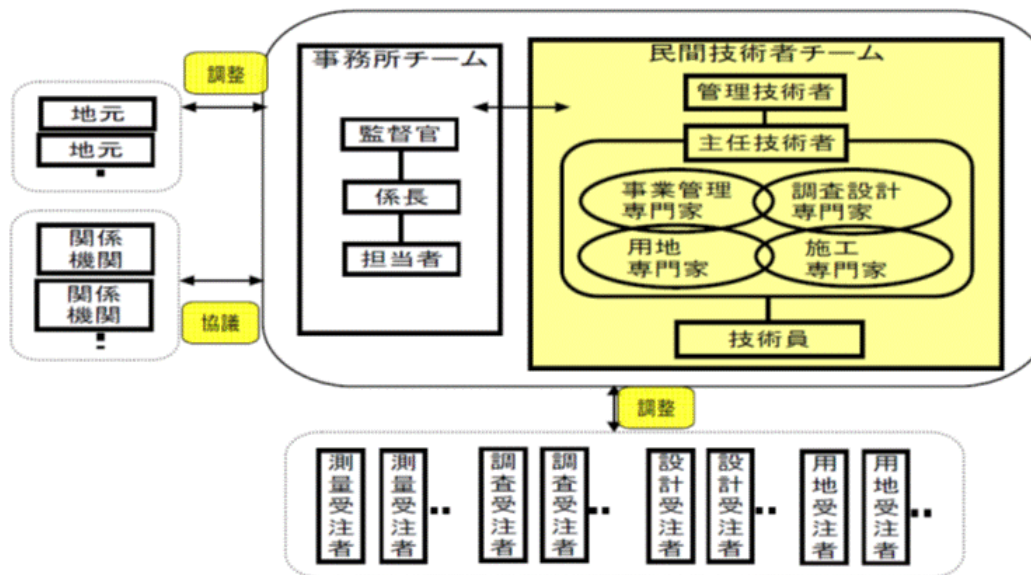 調整
地元
地元
関係
機関
関係
機関
協議
事務所チーム
監督官
係長
担当者
民間技術者チーム
管理技術者
主任技術者
事業管理
専門家
調査設計
専門家
用地
専門家
施工
専門家
技術員
調整
測量受注者
測量受注者
調査受注者
調査受注者
設計受注者
設計受注者
用地受注者
用地受注者